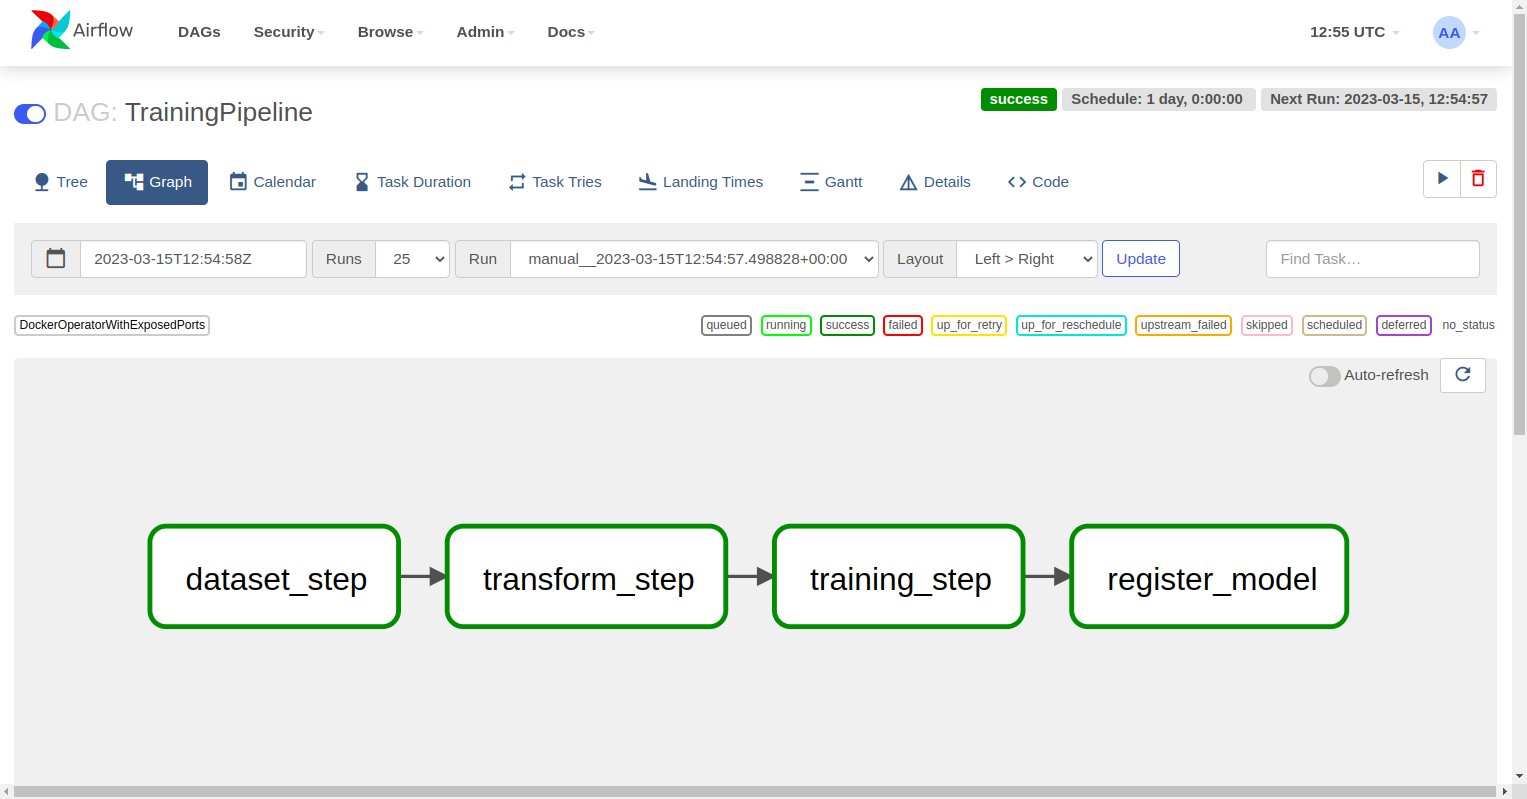 Airflow DAGs Security Browse Admin Docs 12:55 UTC AA
DAG: TrainingPipeline success Schedule: 1 day, 0:00:00 Next Run: 2023-03-15, 12:54:57
Tree Graph Calendar Task Duration Task Tries Landing Times Gantt Details Code
2023-03-15T12:54:58Z Runs 25 Run manual__2023-03-15T12:54:57.498828+00:00 Layout Left > Right Update Find Task…
DockerOperatorWithExposedPorts queued running success failed up_for_retry up_for_reschedule upstream_failed skipped scheduled deferred no_status
Auto-refresh
dataset_step transform_step training_step register_model